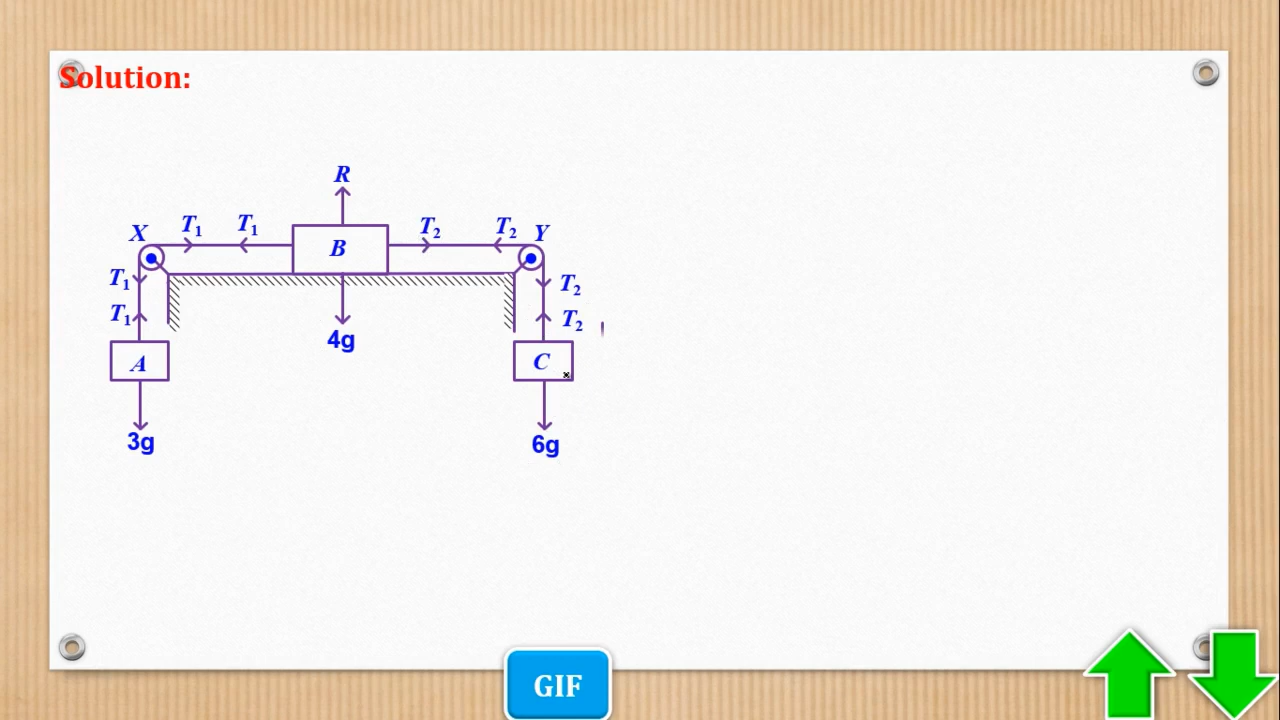 Solution:
R
X T₁ T₁ B T₂ T₂ Y
T₁ T₂
T₁ T₂
4g
A C
3g 6g
GIF